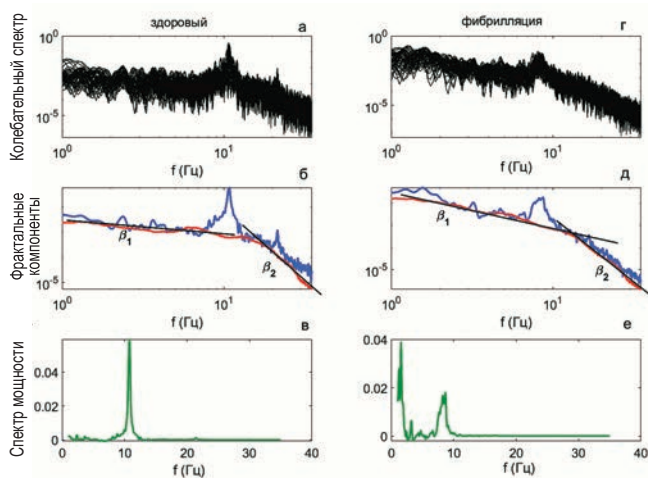 здоровый
а
фибрилляция
г
Колебательный спектр
10⁰
10⁻⁵
10⁰
10¹
f (Гц)
10⁰
10⁻⁵
10⁰
10¹
f (Гц)
б
д
Фрактальные компоненты
10⁻⁵
β₁
β₂
10⁰
10¹
f (Гц)
10⁻⁵
β₁
β₂
10⁰
10¹
f (Гц)
в
е
Спектр мощности
0.04
0.02
0
0
10
20
30
40
f (Гц)
0.04
0.02
0
0
10
20
30
40
f (Гц)